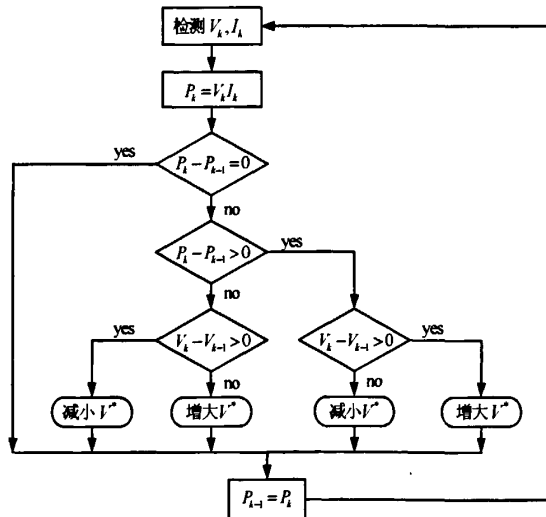 检测 V_k, I_k
P_k = V_k I_k
yes
P_k − P_{k−1} = 0
no
P_k − P_{k−1} > 0
yes
no
yes
V_k − V_{k−1} > 0
V_k − V_{k−1} > 0
yes
no
no
减小 V*
增大 V*
减小 V*
增大 V*
P_{k−1} = P_k